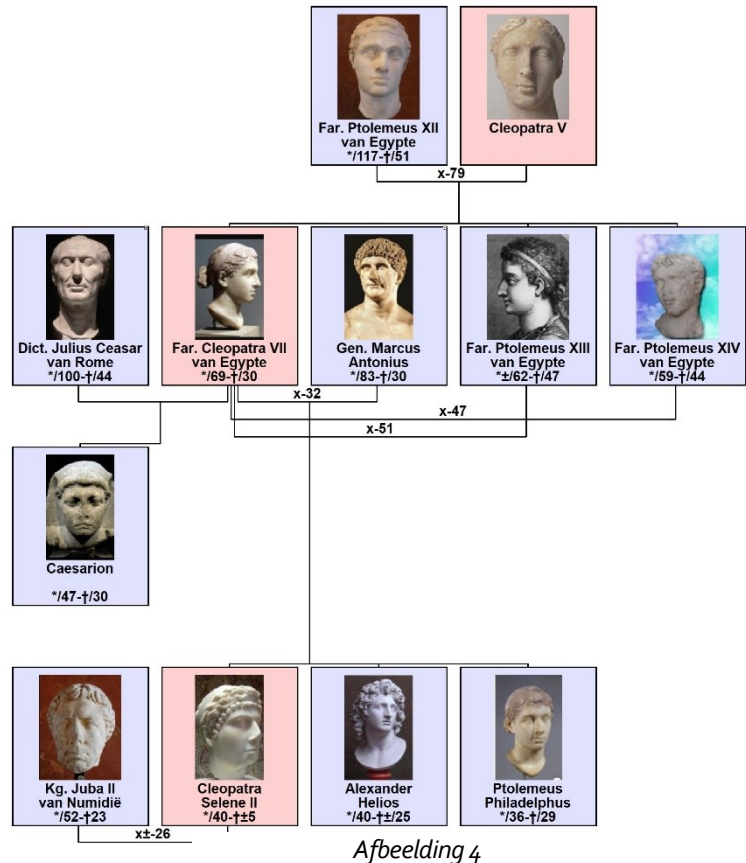 Far. Ptolemeus XII
van Egypte
*/117-†/51
Cleopatra V
x-79
Dict. Julius Ceasar
van Rome
*/100-†/44
Far. Cleopatra VII
van Egypte
*/69-†/30
Gen. Marcus
Antonius
*/83-†/30
Far. Ptolemeus XIII
van Egypte
*±/62-†/47
Far. Ptolemeus XIV
van Egypte
*/59-†/44
x-32
x-47
x-51
Caesarion
*/47-†/30
Kg. Juba II
van Numidië
*/52-†23
Cleopatra
Selene II
*/40-†±5
Alexander
Helios
*/40-†±/25
Ptolemeus
Philadelphus
*/36-†/29
x±-26
Afbeelding 4